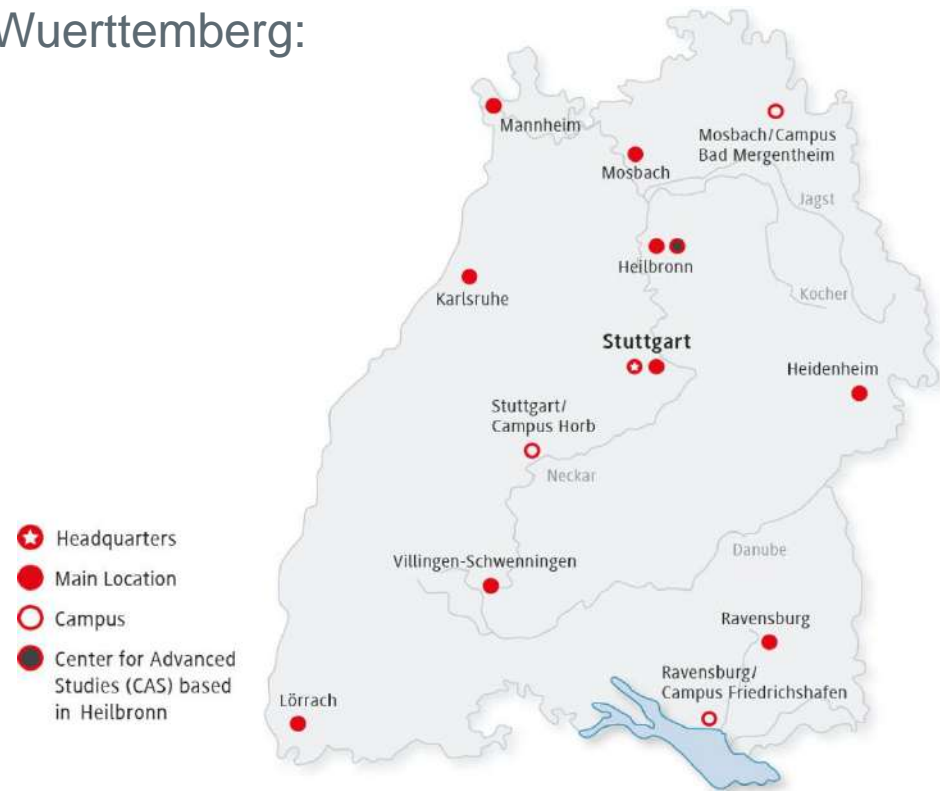 Wuerttemberg:
Mannheim
Mosbach/Campus
Bad Mergentheim
Mosbach
Jagst
Heilbronn
Karlsruhe
Kocher
Stuttgart
Heidenheim
Stuttgart/
Campus Horb
Neckar
Headquarters
Main Location
Campus
Center for Advanced
Studies (CAS) based
in Heilbronn
Villingen-Schwenningen
Danube
Ravensburg
Ravensburg/
Campus Friedrichshafen
Lörrach